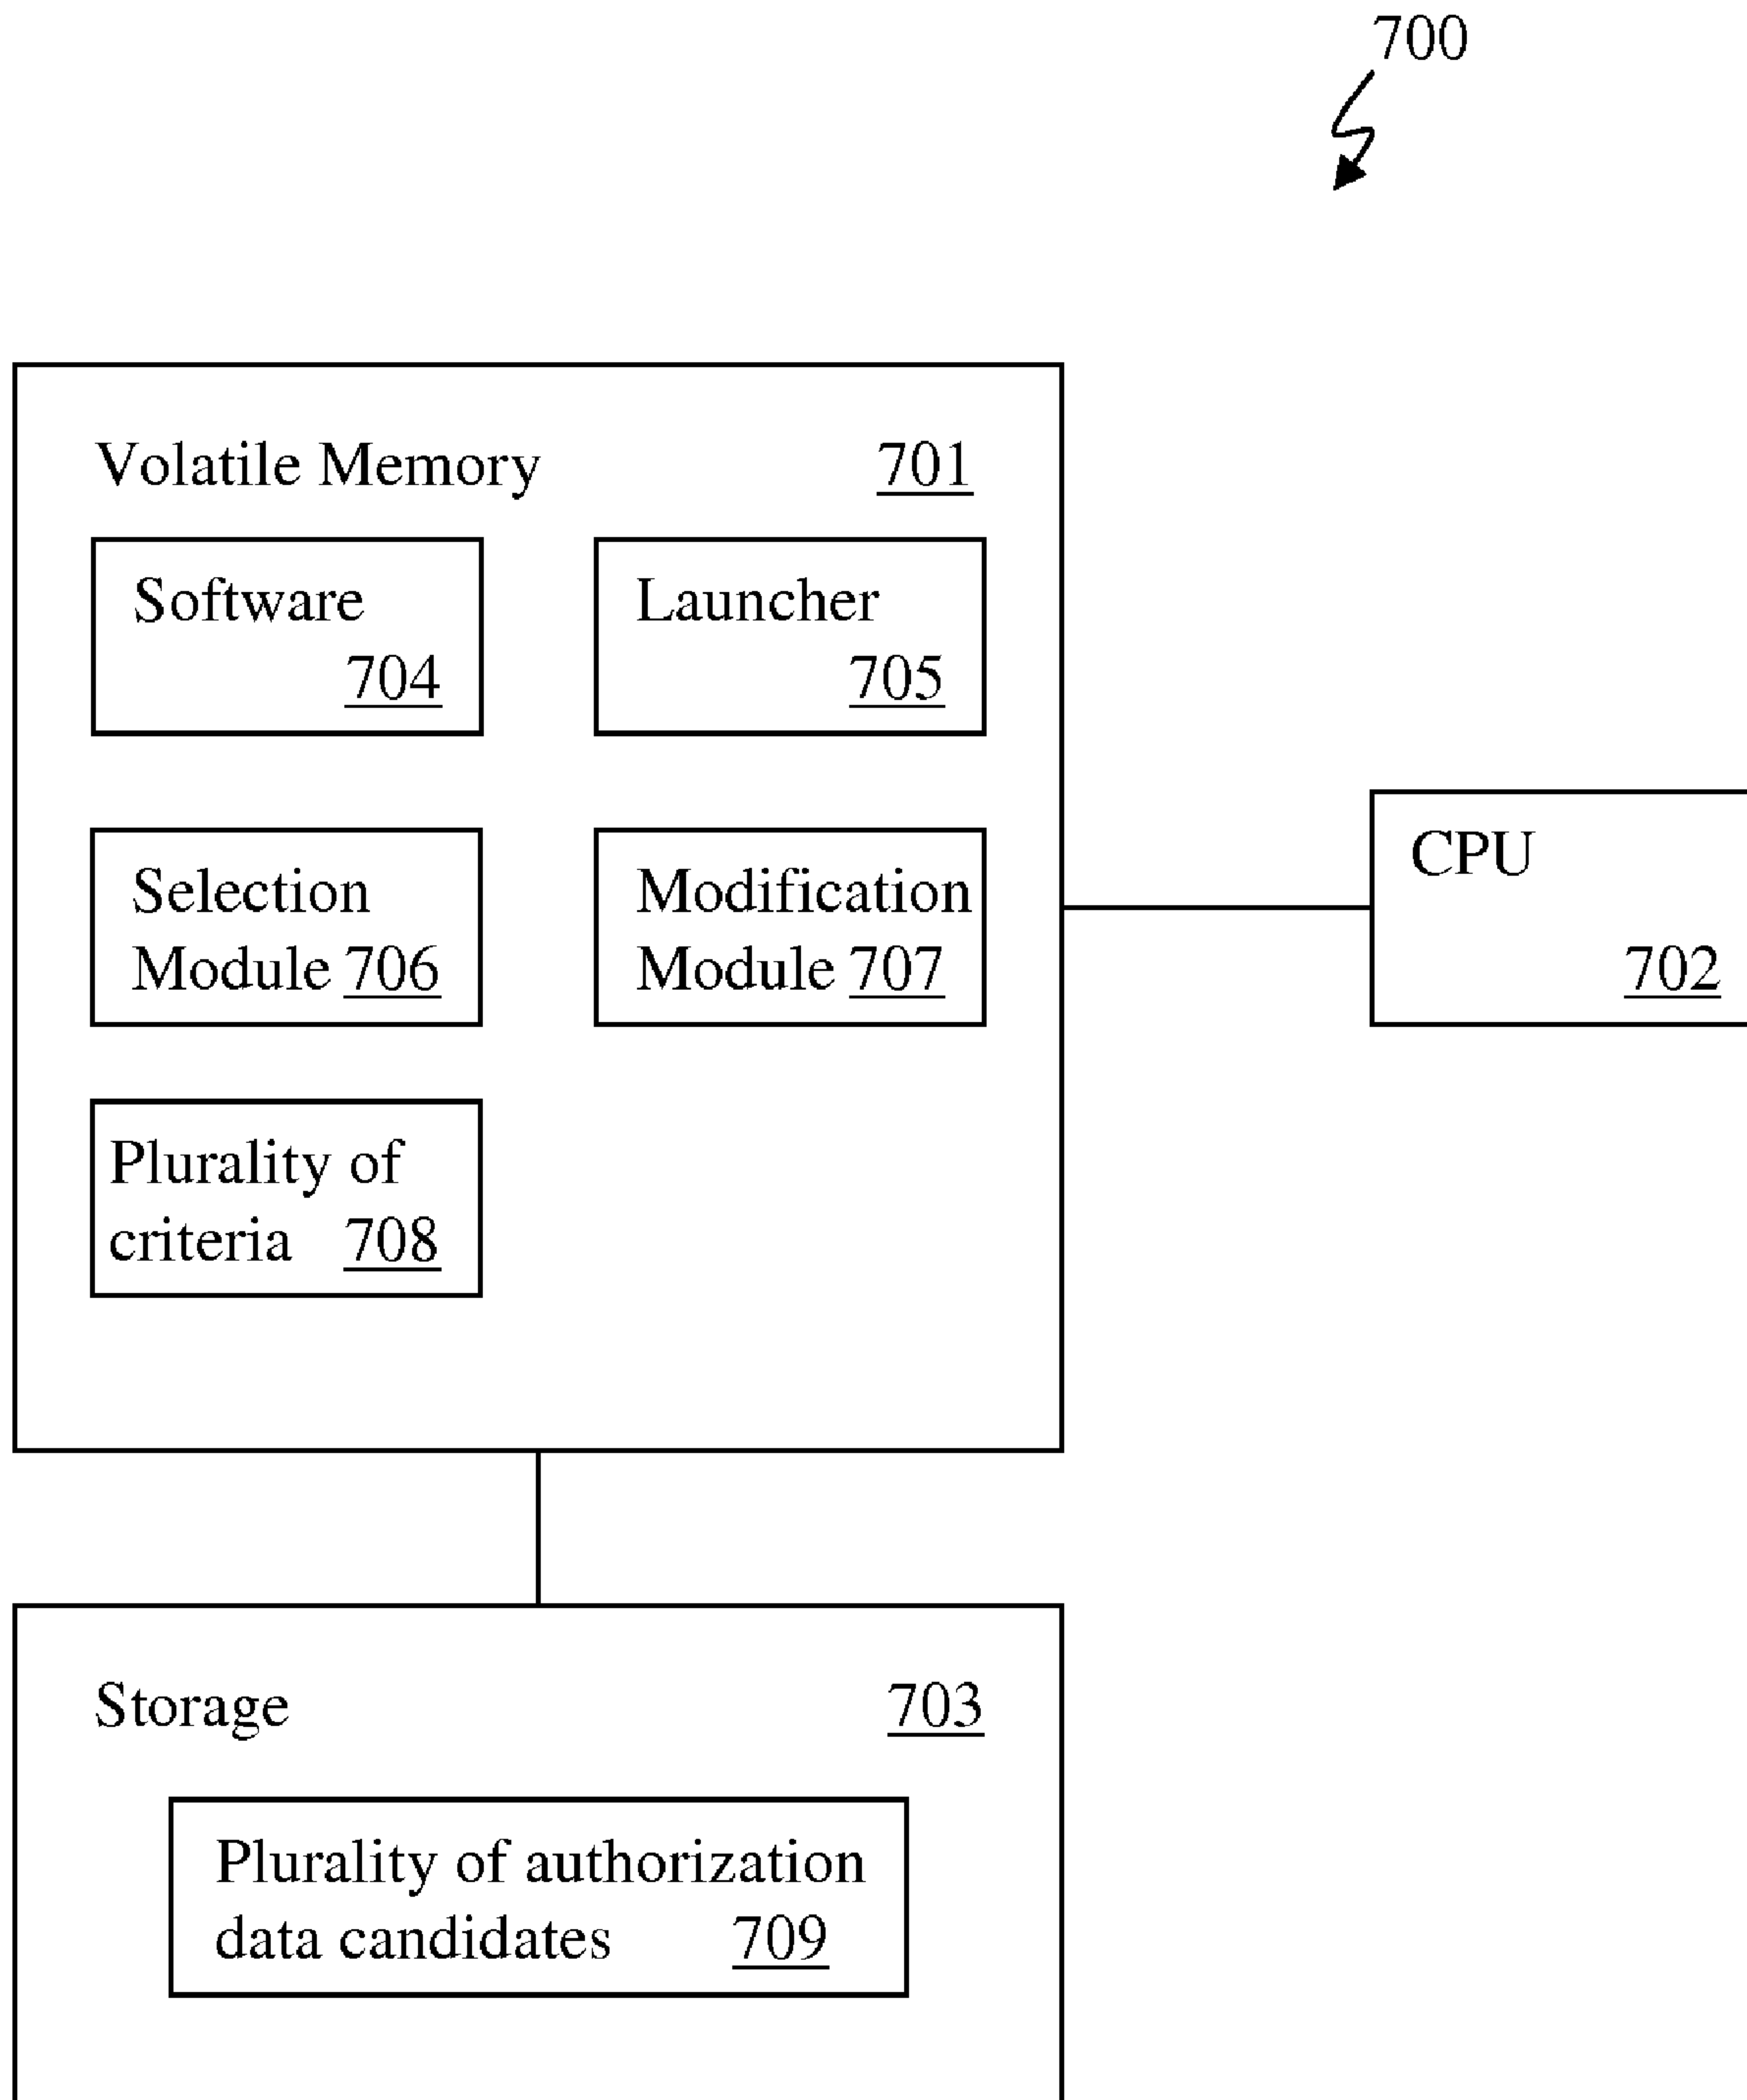 700
Volatile Memory 701
Software
704
Launcher
705
Selection
Module 706
Modification
Module 707
CPU
702
Plurality of
criteria 708
Storage 703
Plurality of authorization
data candidates 709